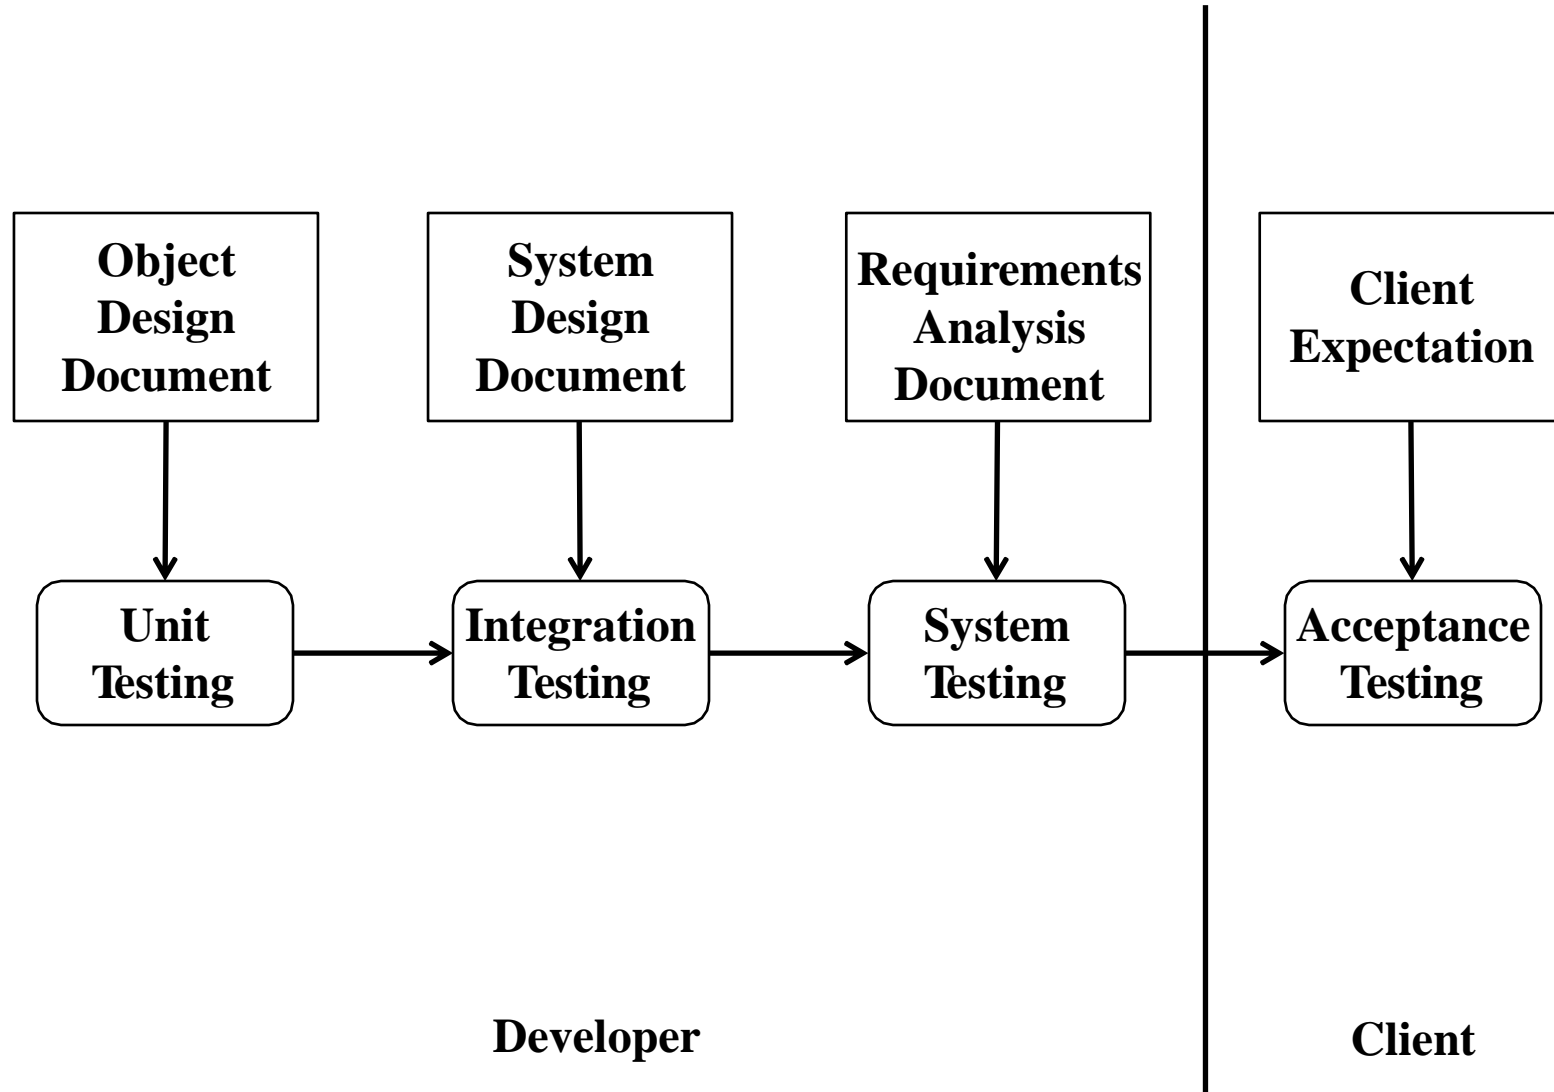 Object
Design
Document
System
Design
Document
Requirements
Analysis
Document
Client
Expectation
Unit
Testing
Integration
Testing
System
Testing
Acceptance
Testing
Developer
Client